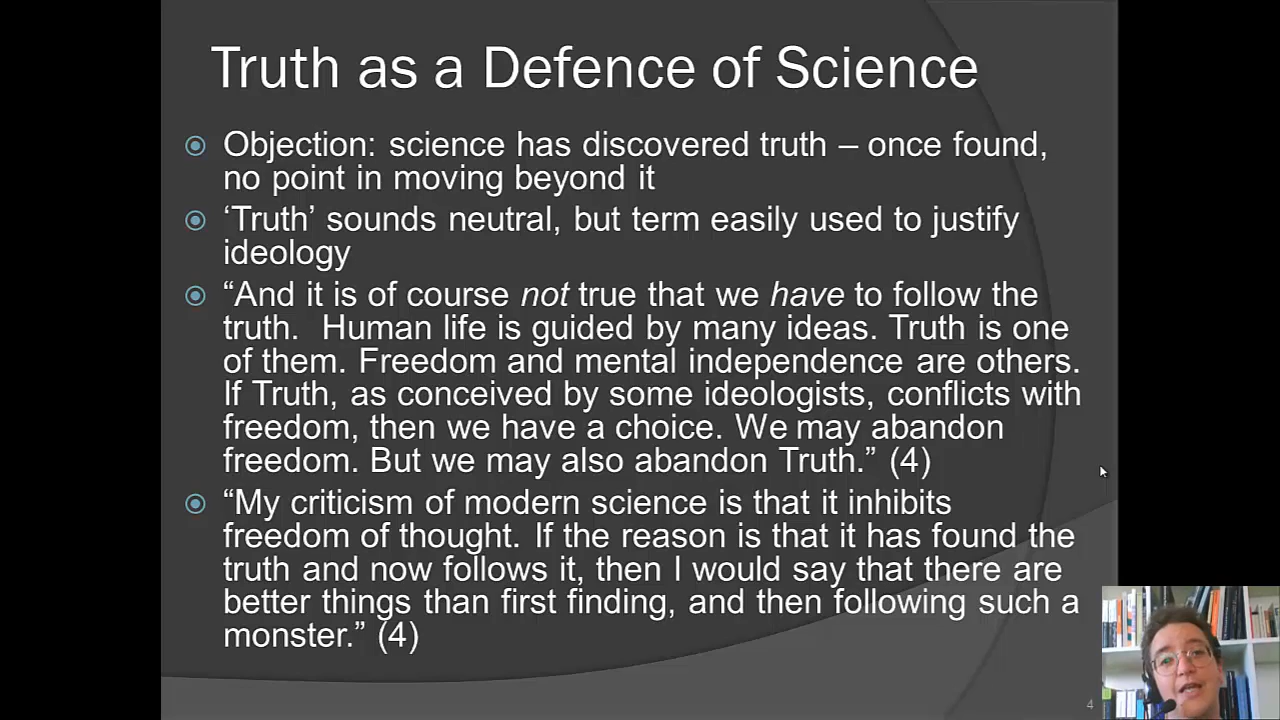 Truth as a Defence of Science
Objection: science has discovered truth – once found,
no point in moving beyond it
‘Truth’ sounds neutral, but term easily used to justify
ideology
“And it is of course not true that we have to follow the
truth.  Human life is guided by many ideas. Truth is one
of them. Freedom and mental independence are others.
If Truth, as conceived by some ideologists, conflicts with
freedom, then we have a choice. We may abandon
freedom. But we may also abandon Truth.” (4)
“My criticism of modern science is that it inhibits
freedom of thought.  If the reason is that it has found the
truth and now follows it, then I would say that there are
better things than first finding, and then following such a
monster.” (4)
4